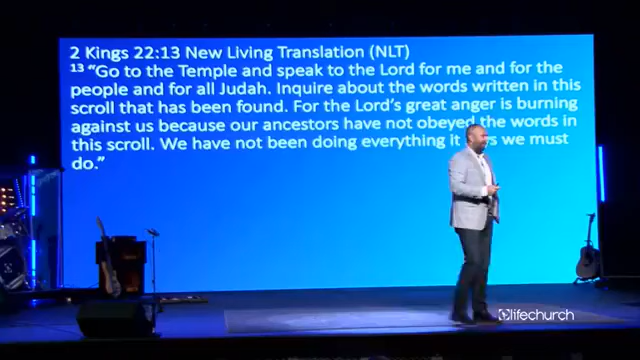 2 Kings 22:13 New Living Translation (NLT)
13 "Go to the Temple and speak to the Lord for me and for the
people and for all Judah. Inquire about the words written in this
scroll that has been found. For the Lord's great anger is burning
against us because our ancestors have not obeyed the words in
this scroll. We have not been doing everything it we must
do."
lifechurch